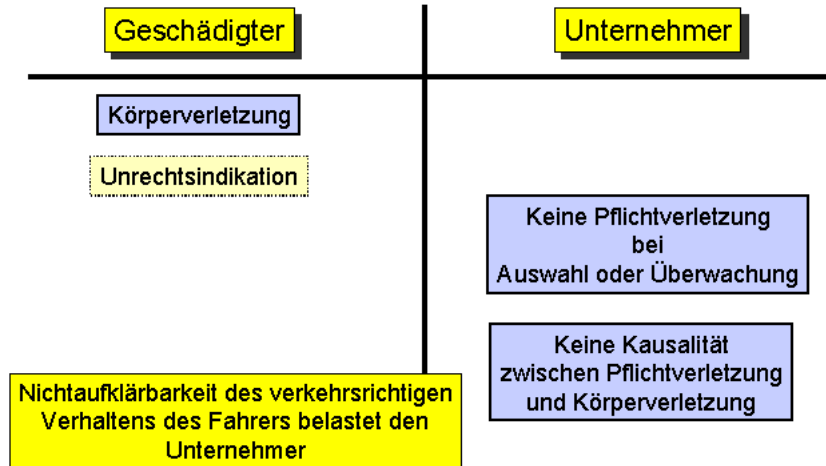 Geschädigter
Unternehmer
Körperverletzung
Unrechtsindikation
Keine Pflichtverletzung
bei
Auswahl oder Überwachung
Keine Kausalität
zwischen Pflichtverletzung
und Körperverletzung
Nichtaufklärbarkeit des verkehrsrichtigen
Verhaltens des Fahrers belastet den
Unternehmer